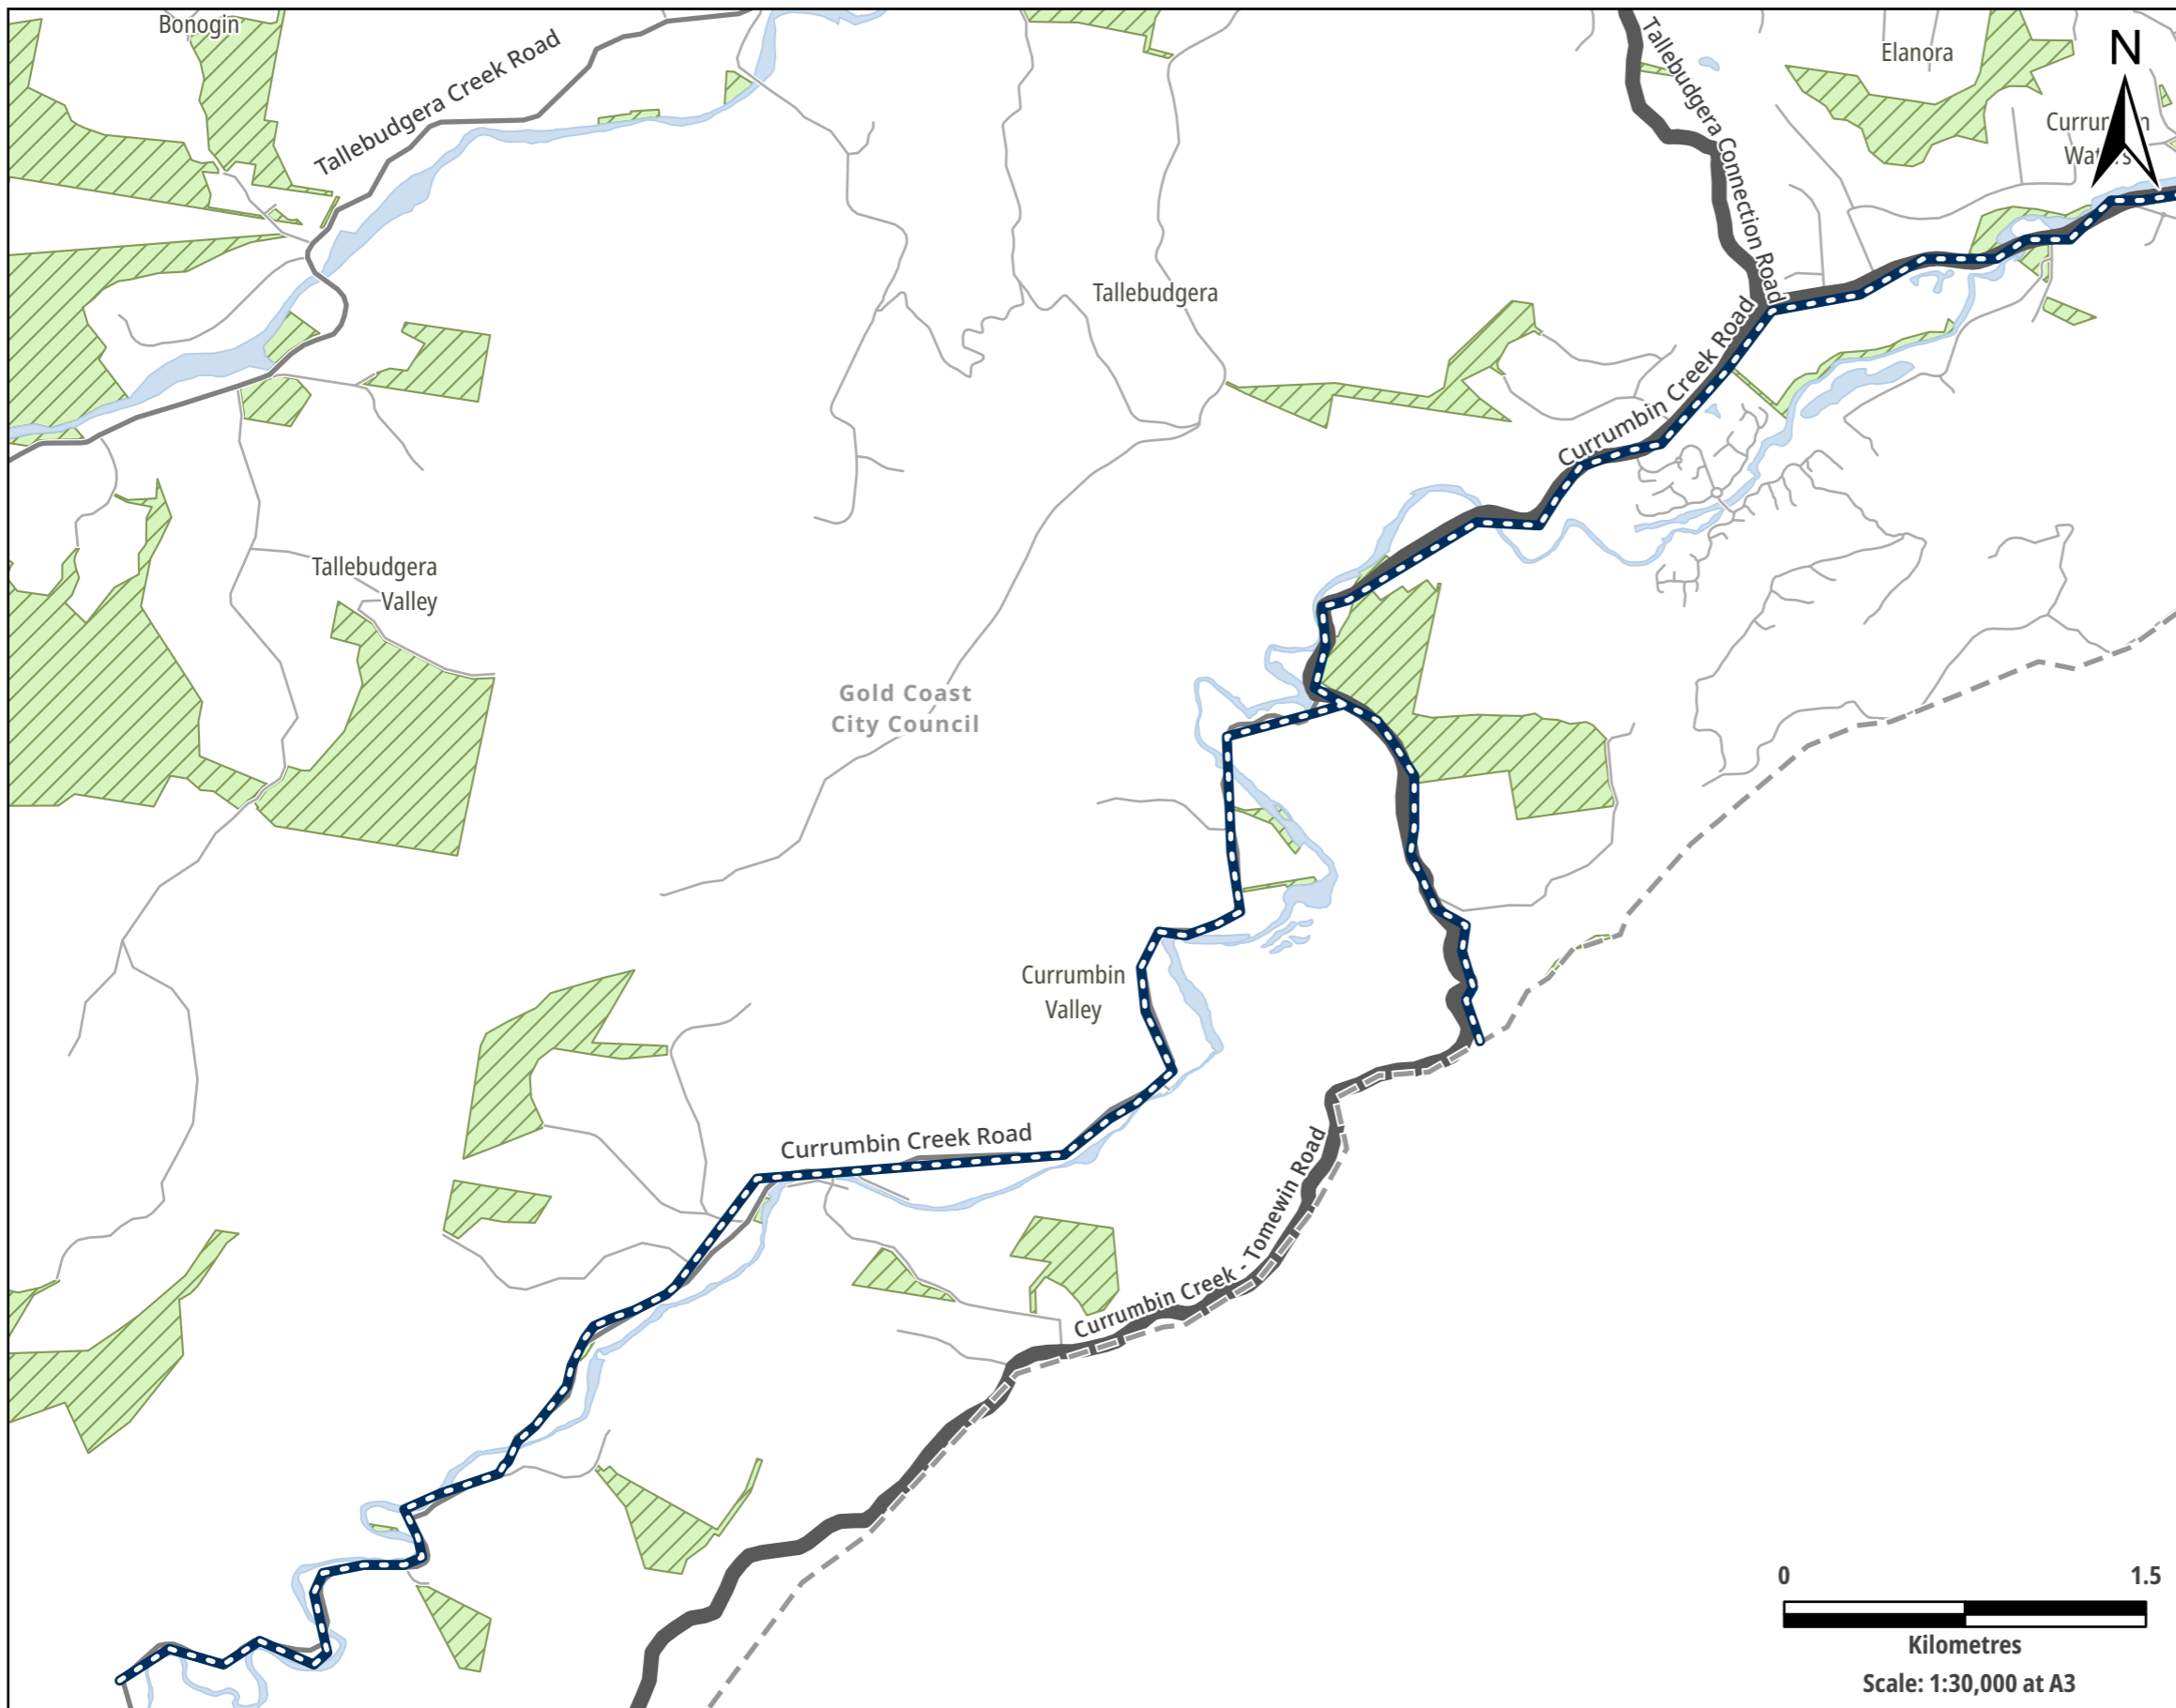 Bonogin
Tallebudgera Creek Road
Tallebudgera Connection Road
Elanora
N
Tallebudgera
Currumbin Creek Road
Tallebudgera
Valley
Gold Coast
City Council
Currumbin
Valley
Currumbin Creek Road
Currumbin Creek - Tomewin Road
0 1.5
Kilometres
Scale: 1:30,000 at A3